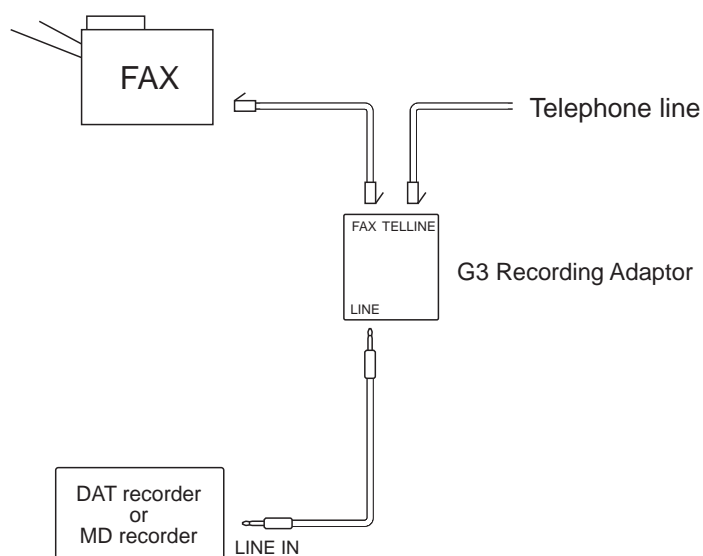 FAX
Telephone line
FAX TELLINE
G3 Recording Adaptor
LINE
DAT recorder
or
MD recorder
LINE IN